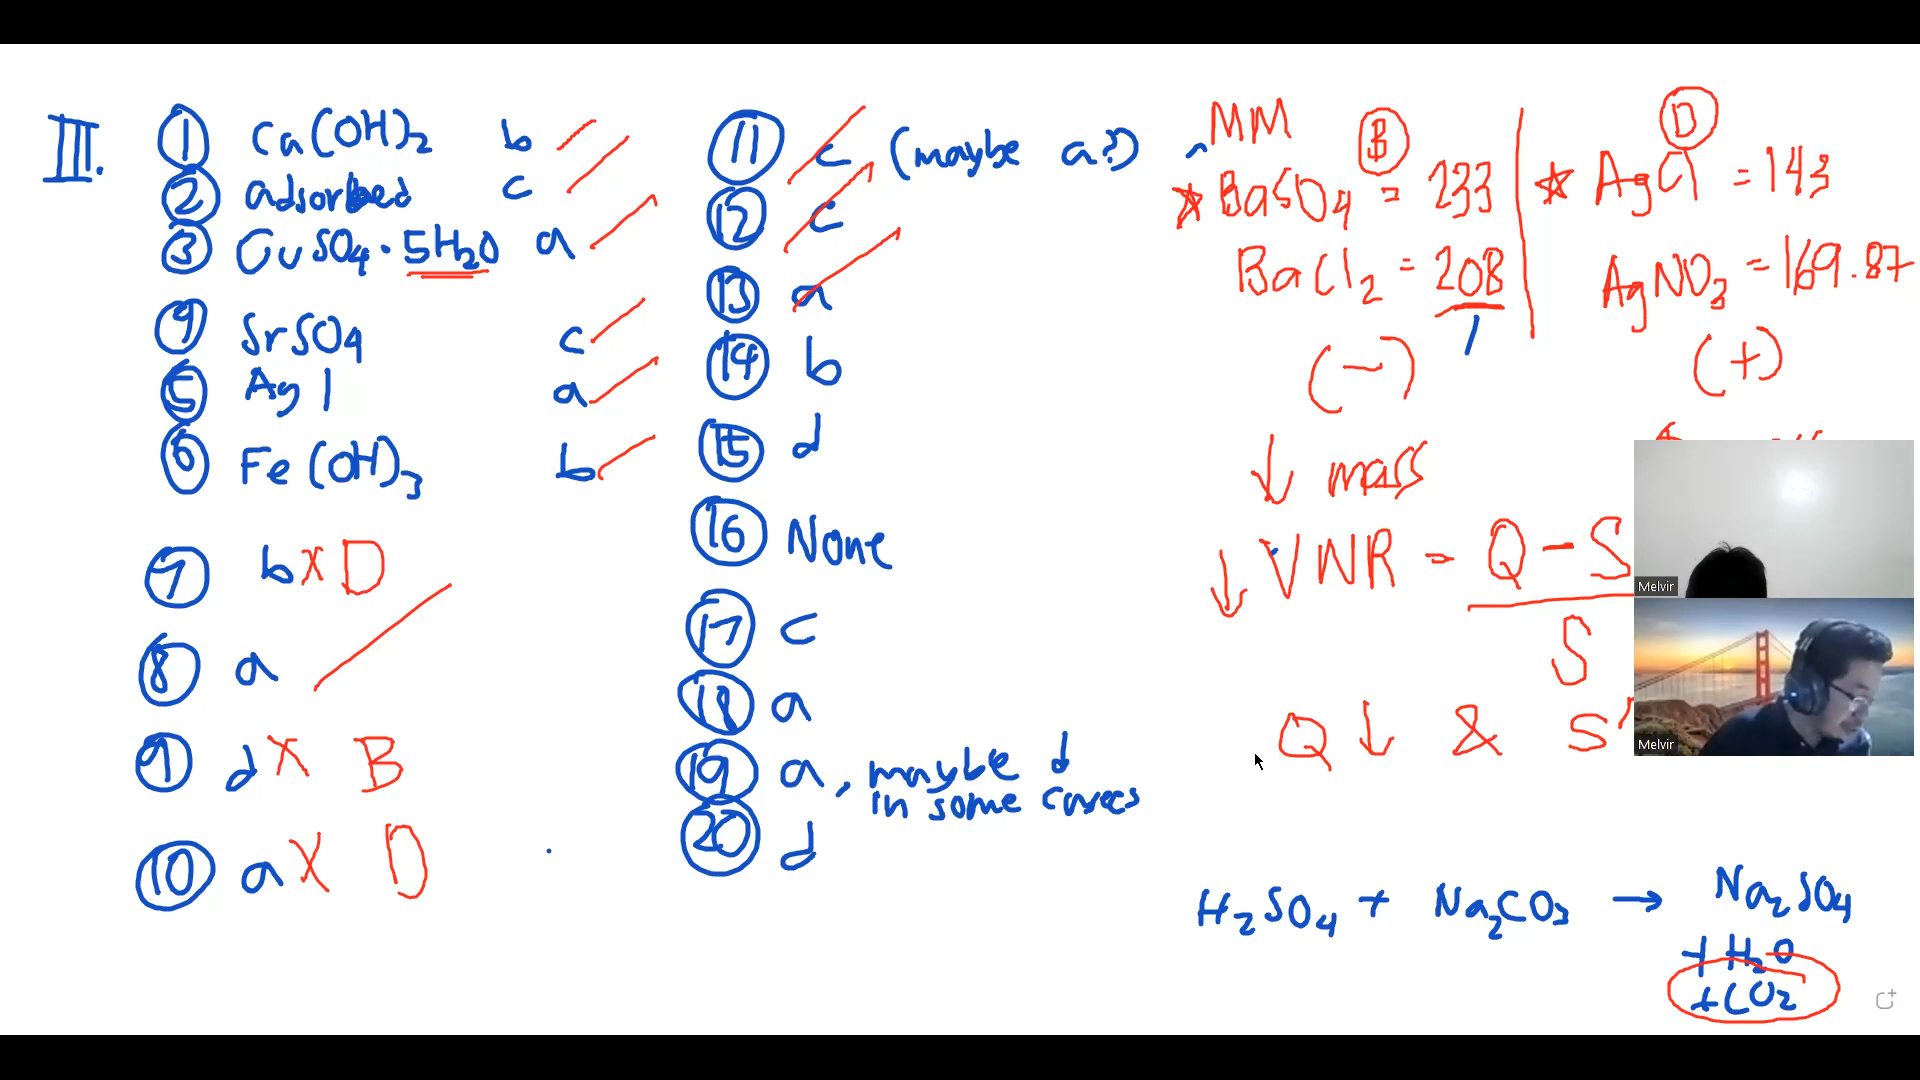 III.
① Ca(OH)₂ b
② adsorbed c
③ CuSO₄ · 5H₂O a
④ SrSO₄ c
⑤ AgI a
⑥ Fe(OH)₃ b
⑦ b X D
⑧ a
⑨ d X B
⑩ a X D
⑪ c (maybe a?)
⑫ c
⑬ a
⑭ b
⑮ d
⑯ None
⑰ c
⑱ a
⑲ a, maybe d
in some cases
⑳ d
MM
B
BaSO₄ = 233
BaCl₂ = 208
(−)
↓ mass
↓ VNR = Q − S
S
Q ↓ & S
D
AgCl = 143
AgNO₃ = 169.87
(+)
Melvir
Melvir
H₂SO₄ + Na₂CO₃ → Na₂SO₄
+ H₂O
+ CO₂